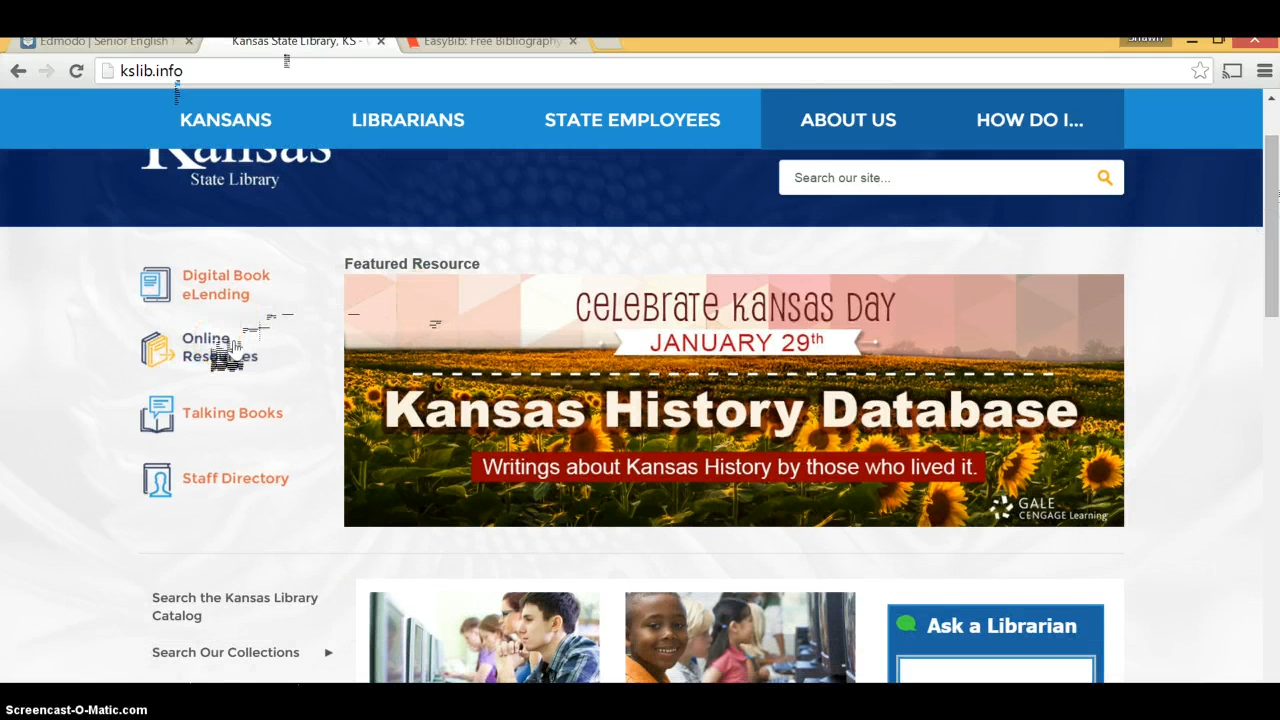 Edmodo | Senior English
Kansas State Library, KS -
EasyBib: Free Bibliography
Shawn
kslib.info
KANSANS
LIBRARIANS
STATE EMPLOYEES
ABOUT US
HOW DO I...
Kansas
State Library
Search our site...
Digital Book
eLending
Online
Resources
Talking Books
Staff Directory
Featured Resource
CELEBRATE KANSAS DAY
JANUARY 29th
Kansas History Database
Writings about Kansas History by those who lived it.
GALE
CENGAGE Learning
Search the Kansas Library
Catalog
Search Our Collections
Ask a Librarian
Screencast-O-Matic.com